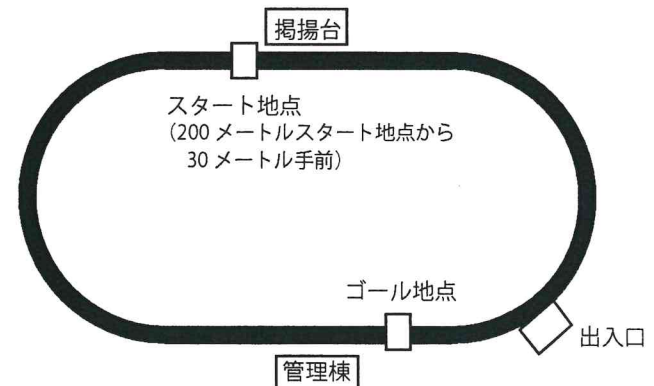 掲揚台
スタート地点
（200 メートルスタート地点から
30 メートル手前）
ゴール地点
出入口
管理棟